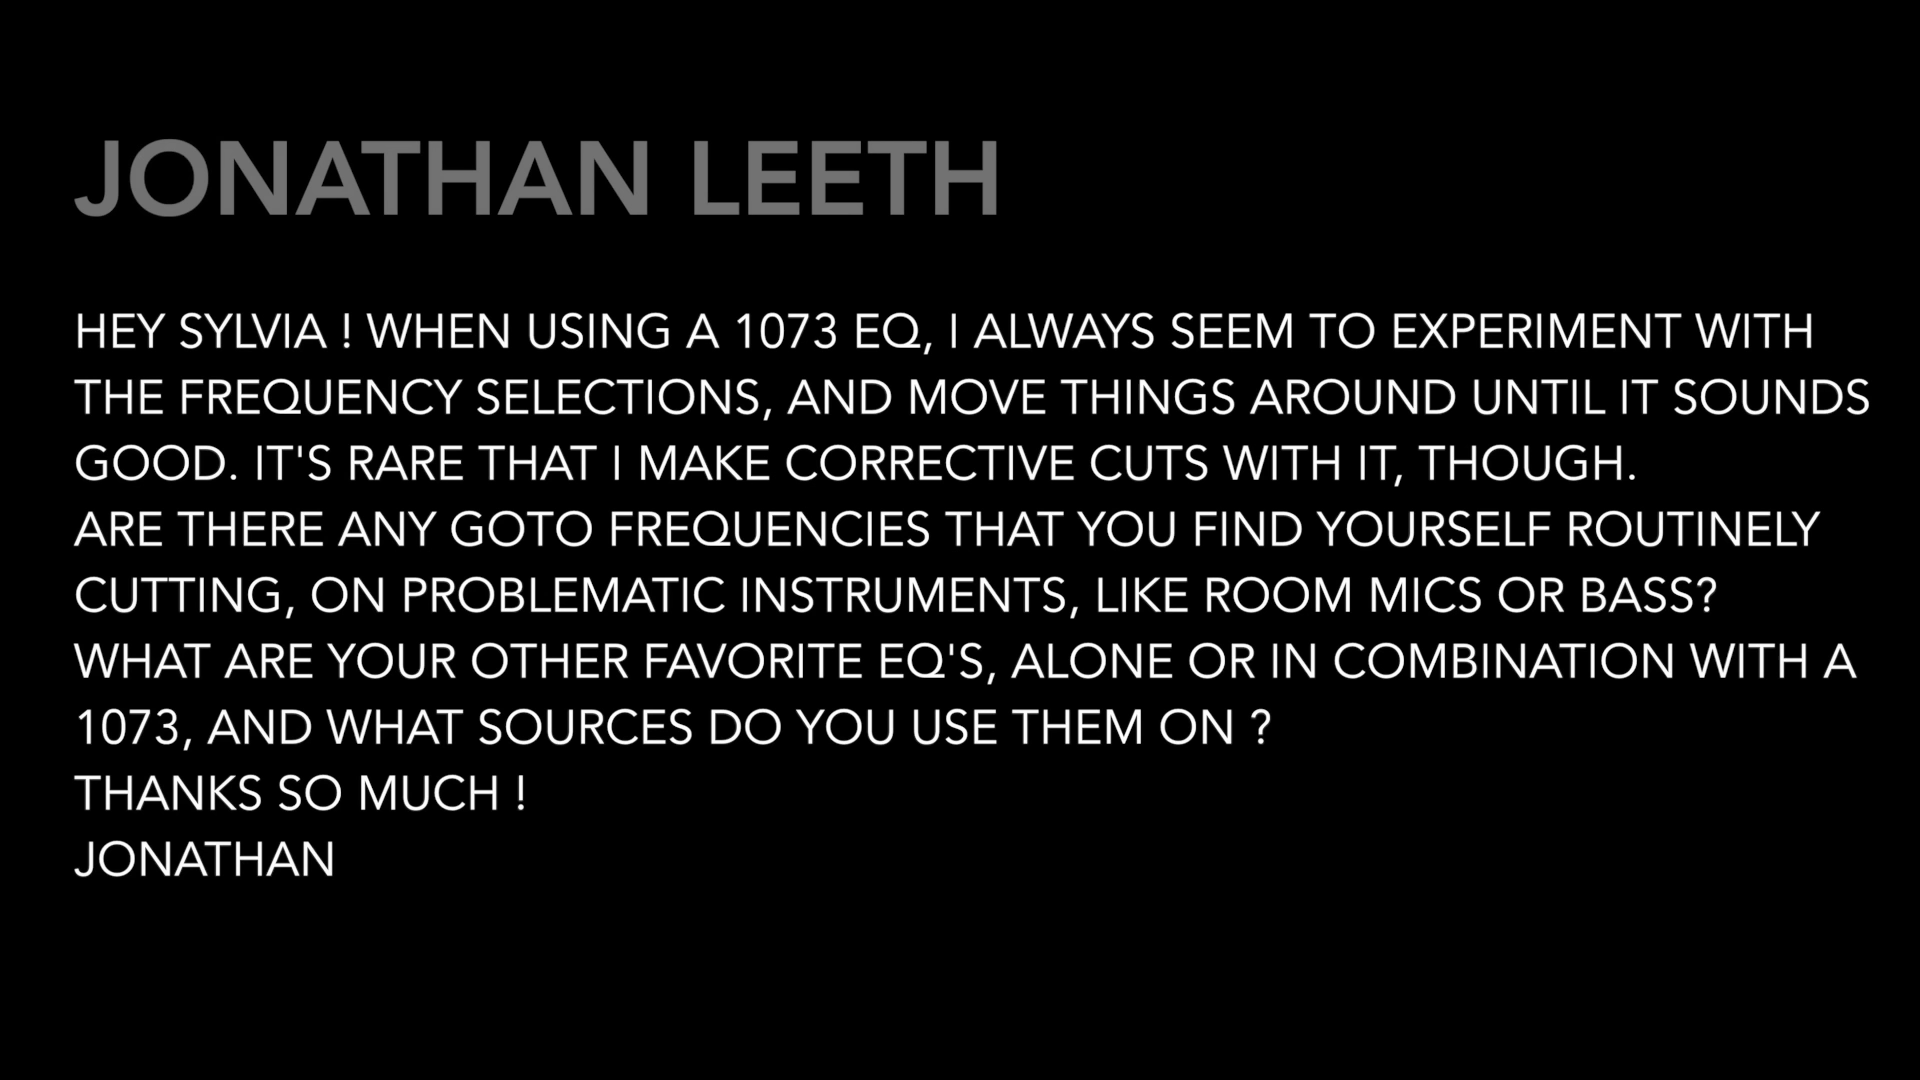 JONATHAN LEETH
HEY SYLVIA ! WHEN USING A 1073 EQ, I ALWAYS SEEM TO EXPERIMENT WITH
THE FREQUENCY SELECTIONS, AND MOVE THINGS AROUND UNTIL IT SOUNDS
GOOD. IT'S RARE THAT I MAKE CORRECTIVE CUTS WITH IT, THOUGH.
ARE THERE ANY GOTO FREQUENCIES THAT YOU FIND YOURSELF ROUTINELY
CUTTING, ON PROBLEMATIC INSTRUMENTS, LIKE ROOM MICS OR BASS?
WHAT ARE YOUR OTHER FAVORITE EQ'S, ALONE OR IN COMBINATION WITH A
1073, AND WHAT SOURCES DO YOU USE THEM ON ?
THANKS SO MUCH !
JONATHAN